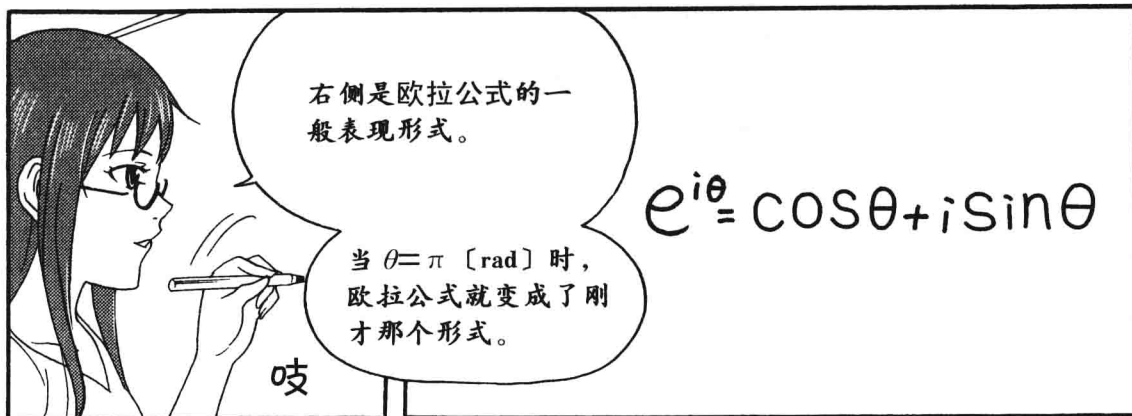 右侧是欧拉公式的一
般表现形式。
当 θ=π〔rad〕时，
欧拉公式就变成了刚
才那个形式。
吱
e^{iθ}=cosθ+i sinθ